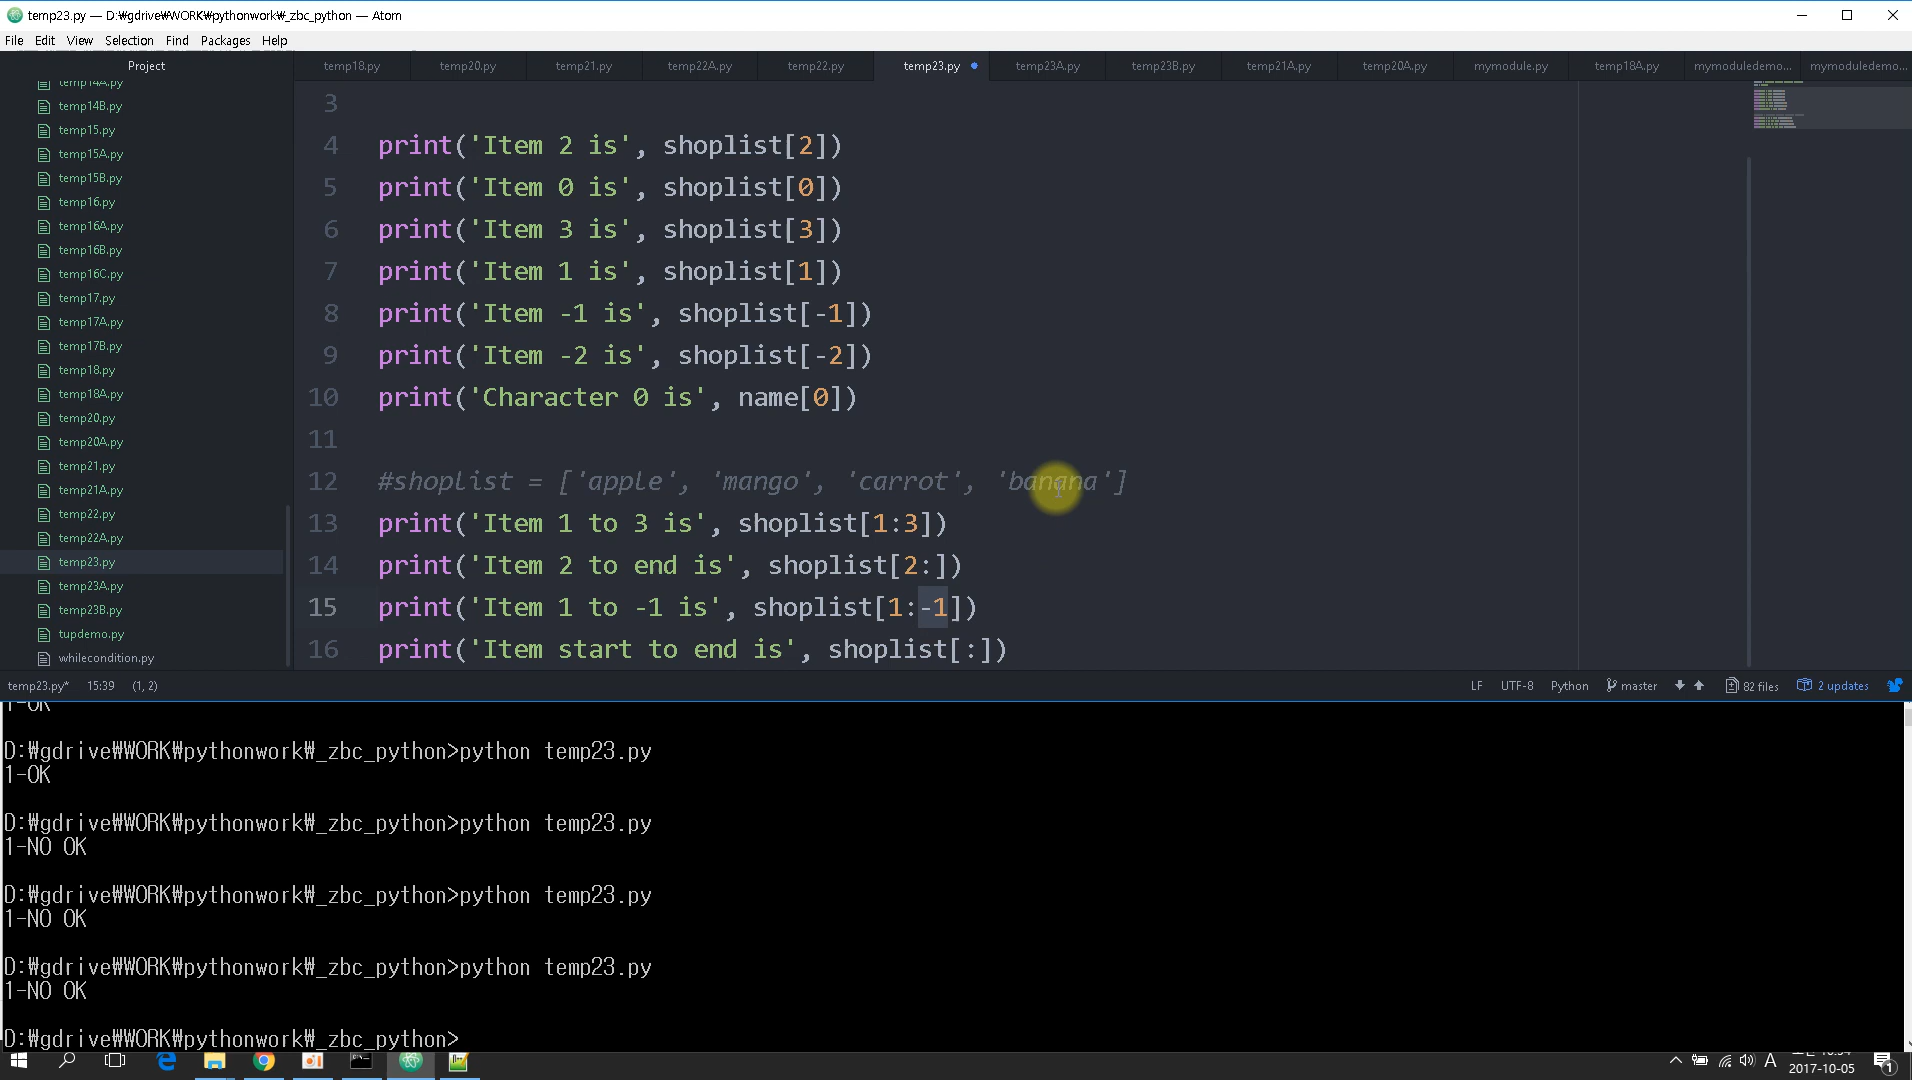 temp23.py — D:₩gdrive₩WORK₩pythonwork₩_zbc_python — Atom
File Edit View Selection Find Packages Help
Project
temp18.py temp20.py temp21.py temp22A.py temp22.py temp23.py temp23A.py temp23B.py temp21A.py temp20A.py mymodule.py temp18A.py mymoduledemo... mymoduledemo...
temp14A.py
temp14B.py
temp15.py
temp15A.py
temp15B.py
temp16.py
temp16A.py
temp16B.py
temp16C.py
temp17.py
temp17A.py
temp17B.py
temp18.py
temp18A.py
temp20.py
temp20A.py
temp21.py
temp21A.py
temp22.py
temp22A.py
temp23.py
temp23A.py
temp23B.py
tupdemo.py
whilecondition.py
3
4 print('Item 2 is', shoplist[2])
5 print('Item 0 is', shoplist[0])
6 print('Item 3 is', shoplist[3])
7 print('Item 1 is', shoplist[1])
8 print('Item -1 is', shoplist[-1])
9 print('Item -2 is', shoplist[-2])
10 print('Character 0 is', name[0])
11
12 #shoplist = ['apple', 'mango', 'carrot', 'banana']
13 print('Item 1 to 3 is', shoplist[1:3])
14 print('Item 2 to end is', shoplist[2:])
15 print('Item 1 to -1 is', shoplist[1:-1])
16 print('Item start to end is', shoplist[:])
temp23.py* 15:39 (1, 2) LF UTF-8 Python master 82 files 2 updates
1-OK
D:₩gdrive₩WORK₩pythonwork₩_zbc_python>python temp23.py
1-OK
D:₩gdrive₩WORK₩pythonwork₩_zbc_python>python temp23.py
1-NO OK
D:₩gdrive₩WORK₩pythonwork₩_zbc_python>python temp23.py
1-NO OK
D:₩gdrive₩WORK₩pythonwork₩_zbc_python>python temp23.py
1-NO OK
D:₩gdrive₩WORK₩pythonwork₩_zbc_python>
A
2017-10-05
1